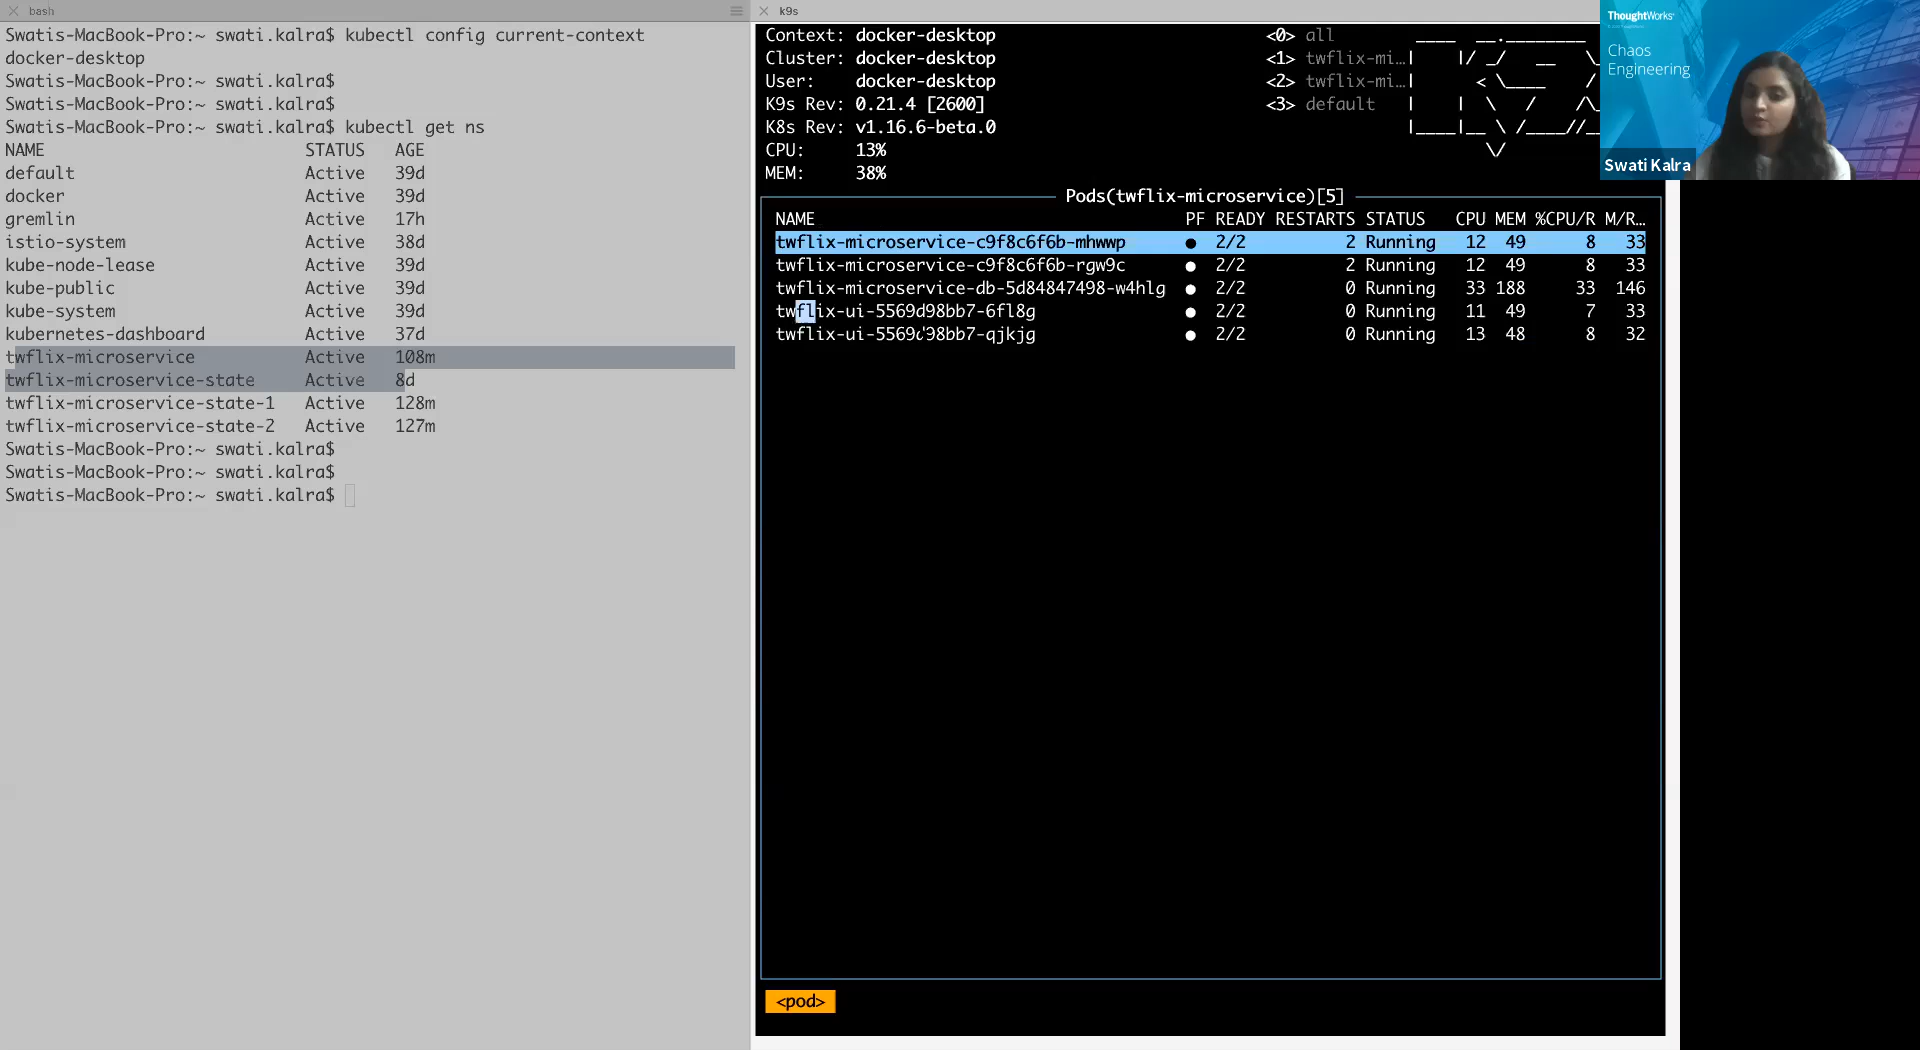 bash
Swatis-MacBook-Pro:~ swati.kalra$ kubectl config current-context
docker-desktop
Swatis-MacBook-Pro:~ swati.kalra$
Swatis-MacBook-Pro:~ swati.kalra$
Swatis-MacBook-Pro:~ swati.kalra$ kubectl get ns
NAME STATUS AGE
default Active 39d
docker Active 39d
gremlin Active 17h
istio-system Active 38d
kube-node-lease Active 39d
kube-public Active 39d
kube-system Active 39d
kubernetes-dashboard Active 37d
twflix-microservice Active 108m
twflix-microservice-state Active 8d
twflix-microservice-state-1 Active 128m
twflix-microservice-state-2 Active 127m
Swatis-MacBook-Pro:~ swati.kalra$
Swatis-MacBook-Pro:~ swati.kalra$
Swatis-MacBook-Pro:~ swati.kalra$
k9s
Context: docker-desktop <0> all
Cluster: docker-desktop <1> twflix-mi…
User: docker-desktop <2> twflix-mi…
K9s Rev: 0.21.4 [2600] <3> default
K8s Rev: v1.16.6-beta.0
CPU: 13%
MEM: 38%
Pods(twflix-microservice)[5]
NAME PF READY RESTARTS STATUS CPU MEM %CPU/R M/R…
twflix-microservice-c9f8c6f6b-mhwwp ● 2/2 2 Running 12 49 8 33
twflix-microservice-c9f8c6f6b-rgw9c ● 2/2 2 Running 12 49 8 33
twflix-microservice-db-5d84847498-w4hlg ● 2/2 0 Running 33 188 33 146
twflix-ui-5569d98bb7-6fl8g ● 2/2 0 Running 11 49 7 33
twflix-ui-5569d98bb7-qjkjg ● 2/2 0 Running 13 48 8 32
<pod>
ThoughtWorks
Chaos
Engineering
Swati Kalra